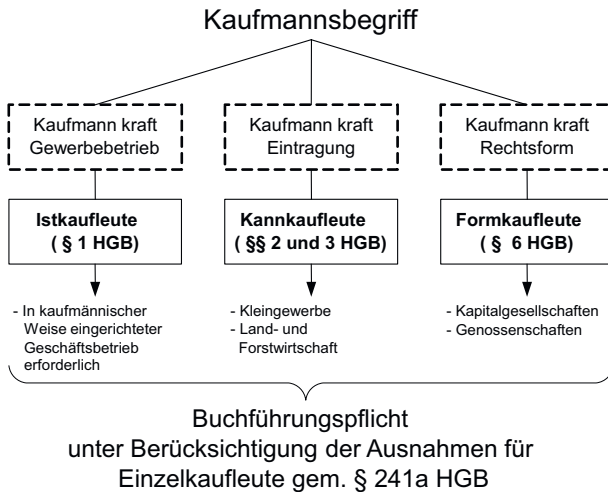 Kaufmannsbegriff
Kaufmann kraft
Gewerbebetrieb
Kaufmann kraft
Eintragung
Kaufmann kraft
Rechtsform
Istkaufleute
( § 1 HGB)
Kannkaufleute
( §§ 2 und 3 HGB)
Formkaufleute
( § 6 HGB)
- In kaufmännischer
Weise eingerichteter
Geschäftsbetrieb
erforderlich
- Kleingewerbe
- Land- und
Forstwirtschaft
- Kapitalgesellschaften
- Genossenschaften
Buchführungspflicht
unter Berücksichtigung der Ausnahmen für
Einzelkaufleute gem. § 241a HGB